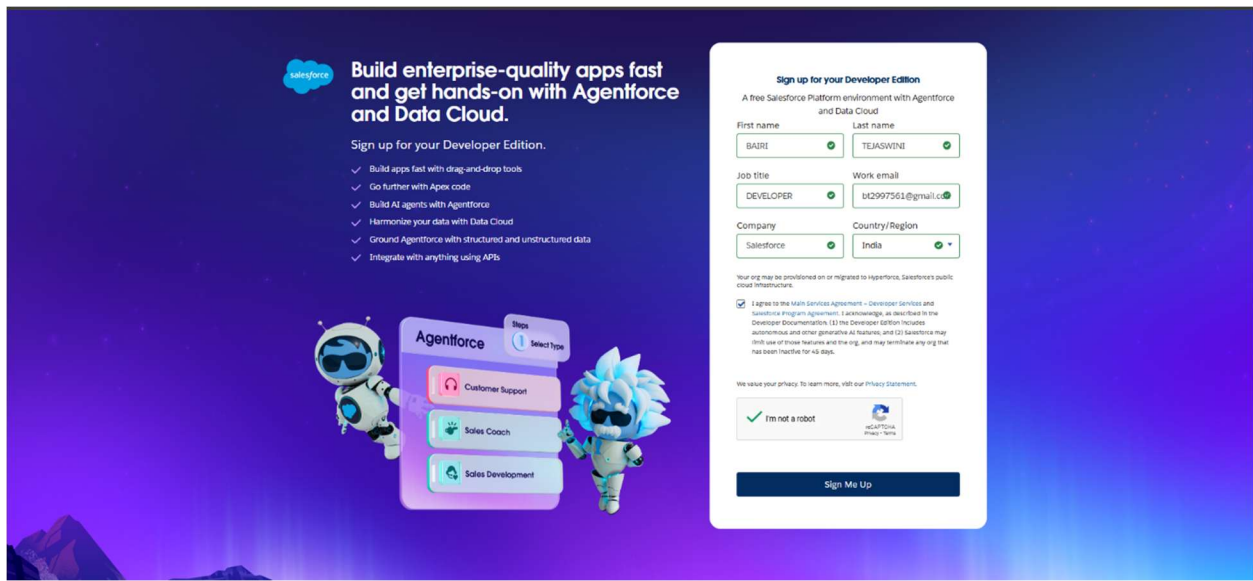 salesforce
Build enterprise-quality apps fast
and get hands-on with Agentforce
and Data Cloud.
Sign up for your Developer Edition.
Build apps fast with drag-and-drop tools
Go further with Apex code
Build AI agents with Agentforce
Harmonize your data with Data Cloud
Ground Agentforce with structured and unstructured data
Integrate with anything using APIs
Agentforce
Steps
1 Select Type
Customer Support
Sales Coach
Sales Development
Sign up for your Developer Edition
A free Salesforce Platform environment with Agentforce
and Data Cloud
First name Last name
BAIRI TEJASWINI
Job title Work email
DEVELOPER bt2997561@gmail.co
Company Country/Region
Salesforce India
Your org may be provisioned on or migrated to Hyperforce, Salesforce's public
cloud infrastructure.
I agree to the Main Services Agreement – Developer Services and
Salesforce Program Agreement. I acknowledge, as described in the
Developer Documentation: (1) the Developer Edition includes
autonomous and other generative AI features; and (2) Salesforce may
limit use of those features and the org, and may terminate any org that
has been inactive for 45 days.
We value your privacy. To learn more, visit our Privacy Statement.
I'm not a robot
reCAPTCHA
Privacy - Terms
Sign Me Up